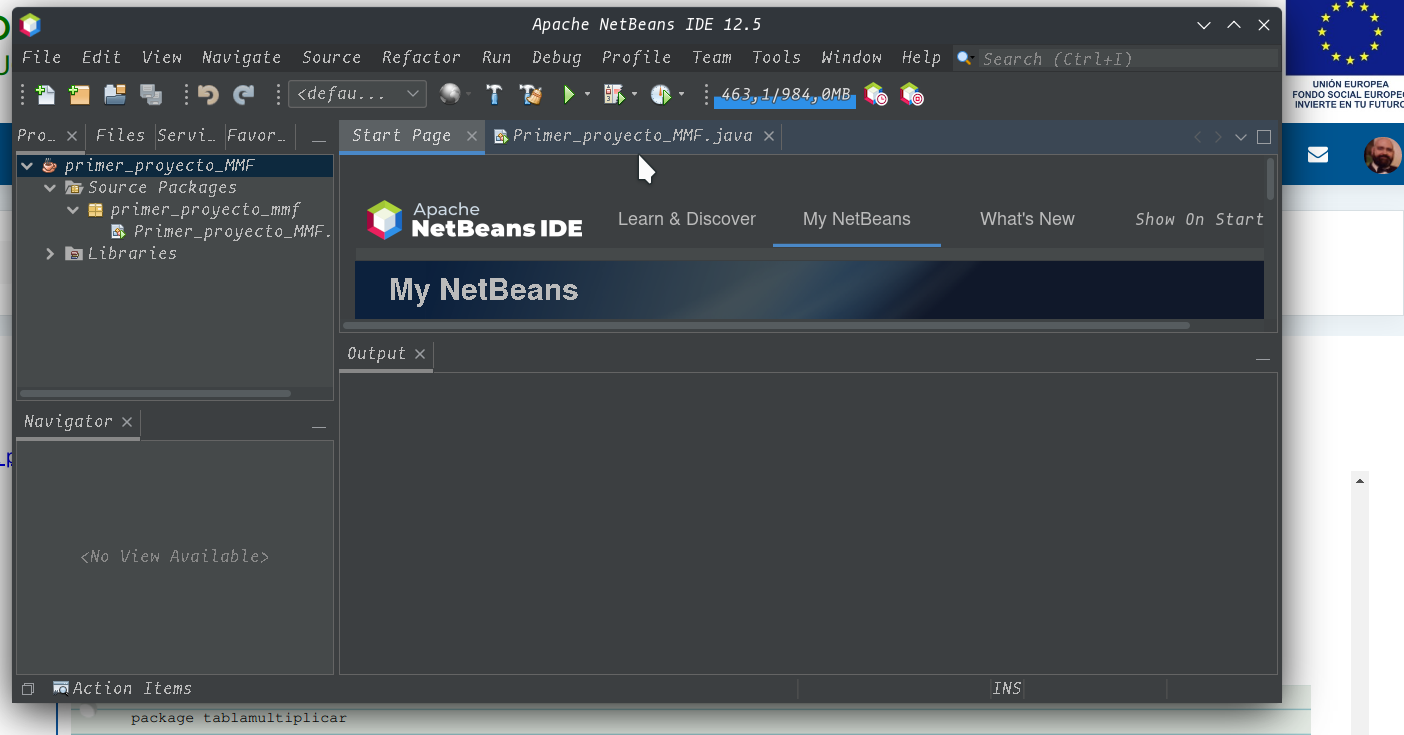 Apache NetBeans IDE 12.5
File Edit View Navigate Source Refactor Run Debug Profile Team Tools Window Help Search (Ctrl+I)
<defau... 463,1/984,0MB
Pro… Files Servi… Favor…
Start Page Primer_proyecto_MMF.java
primer_proyecto_MMF
Source Packages
primer_proyecto_mmf
Primer_proyecto_MMF.
Libraries
Apache
NetBeans IDE
Learn & Discover My NetBeans What's New Show On Start
My NetBeans
Output
Navigator
<No View Available>
Action Items
INS
UNIÓN EUROPEA
FONDO SOCIAL EUROPEO
INVIERTE EN TU FUTURO
package tablamultiplicar